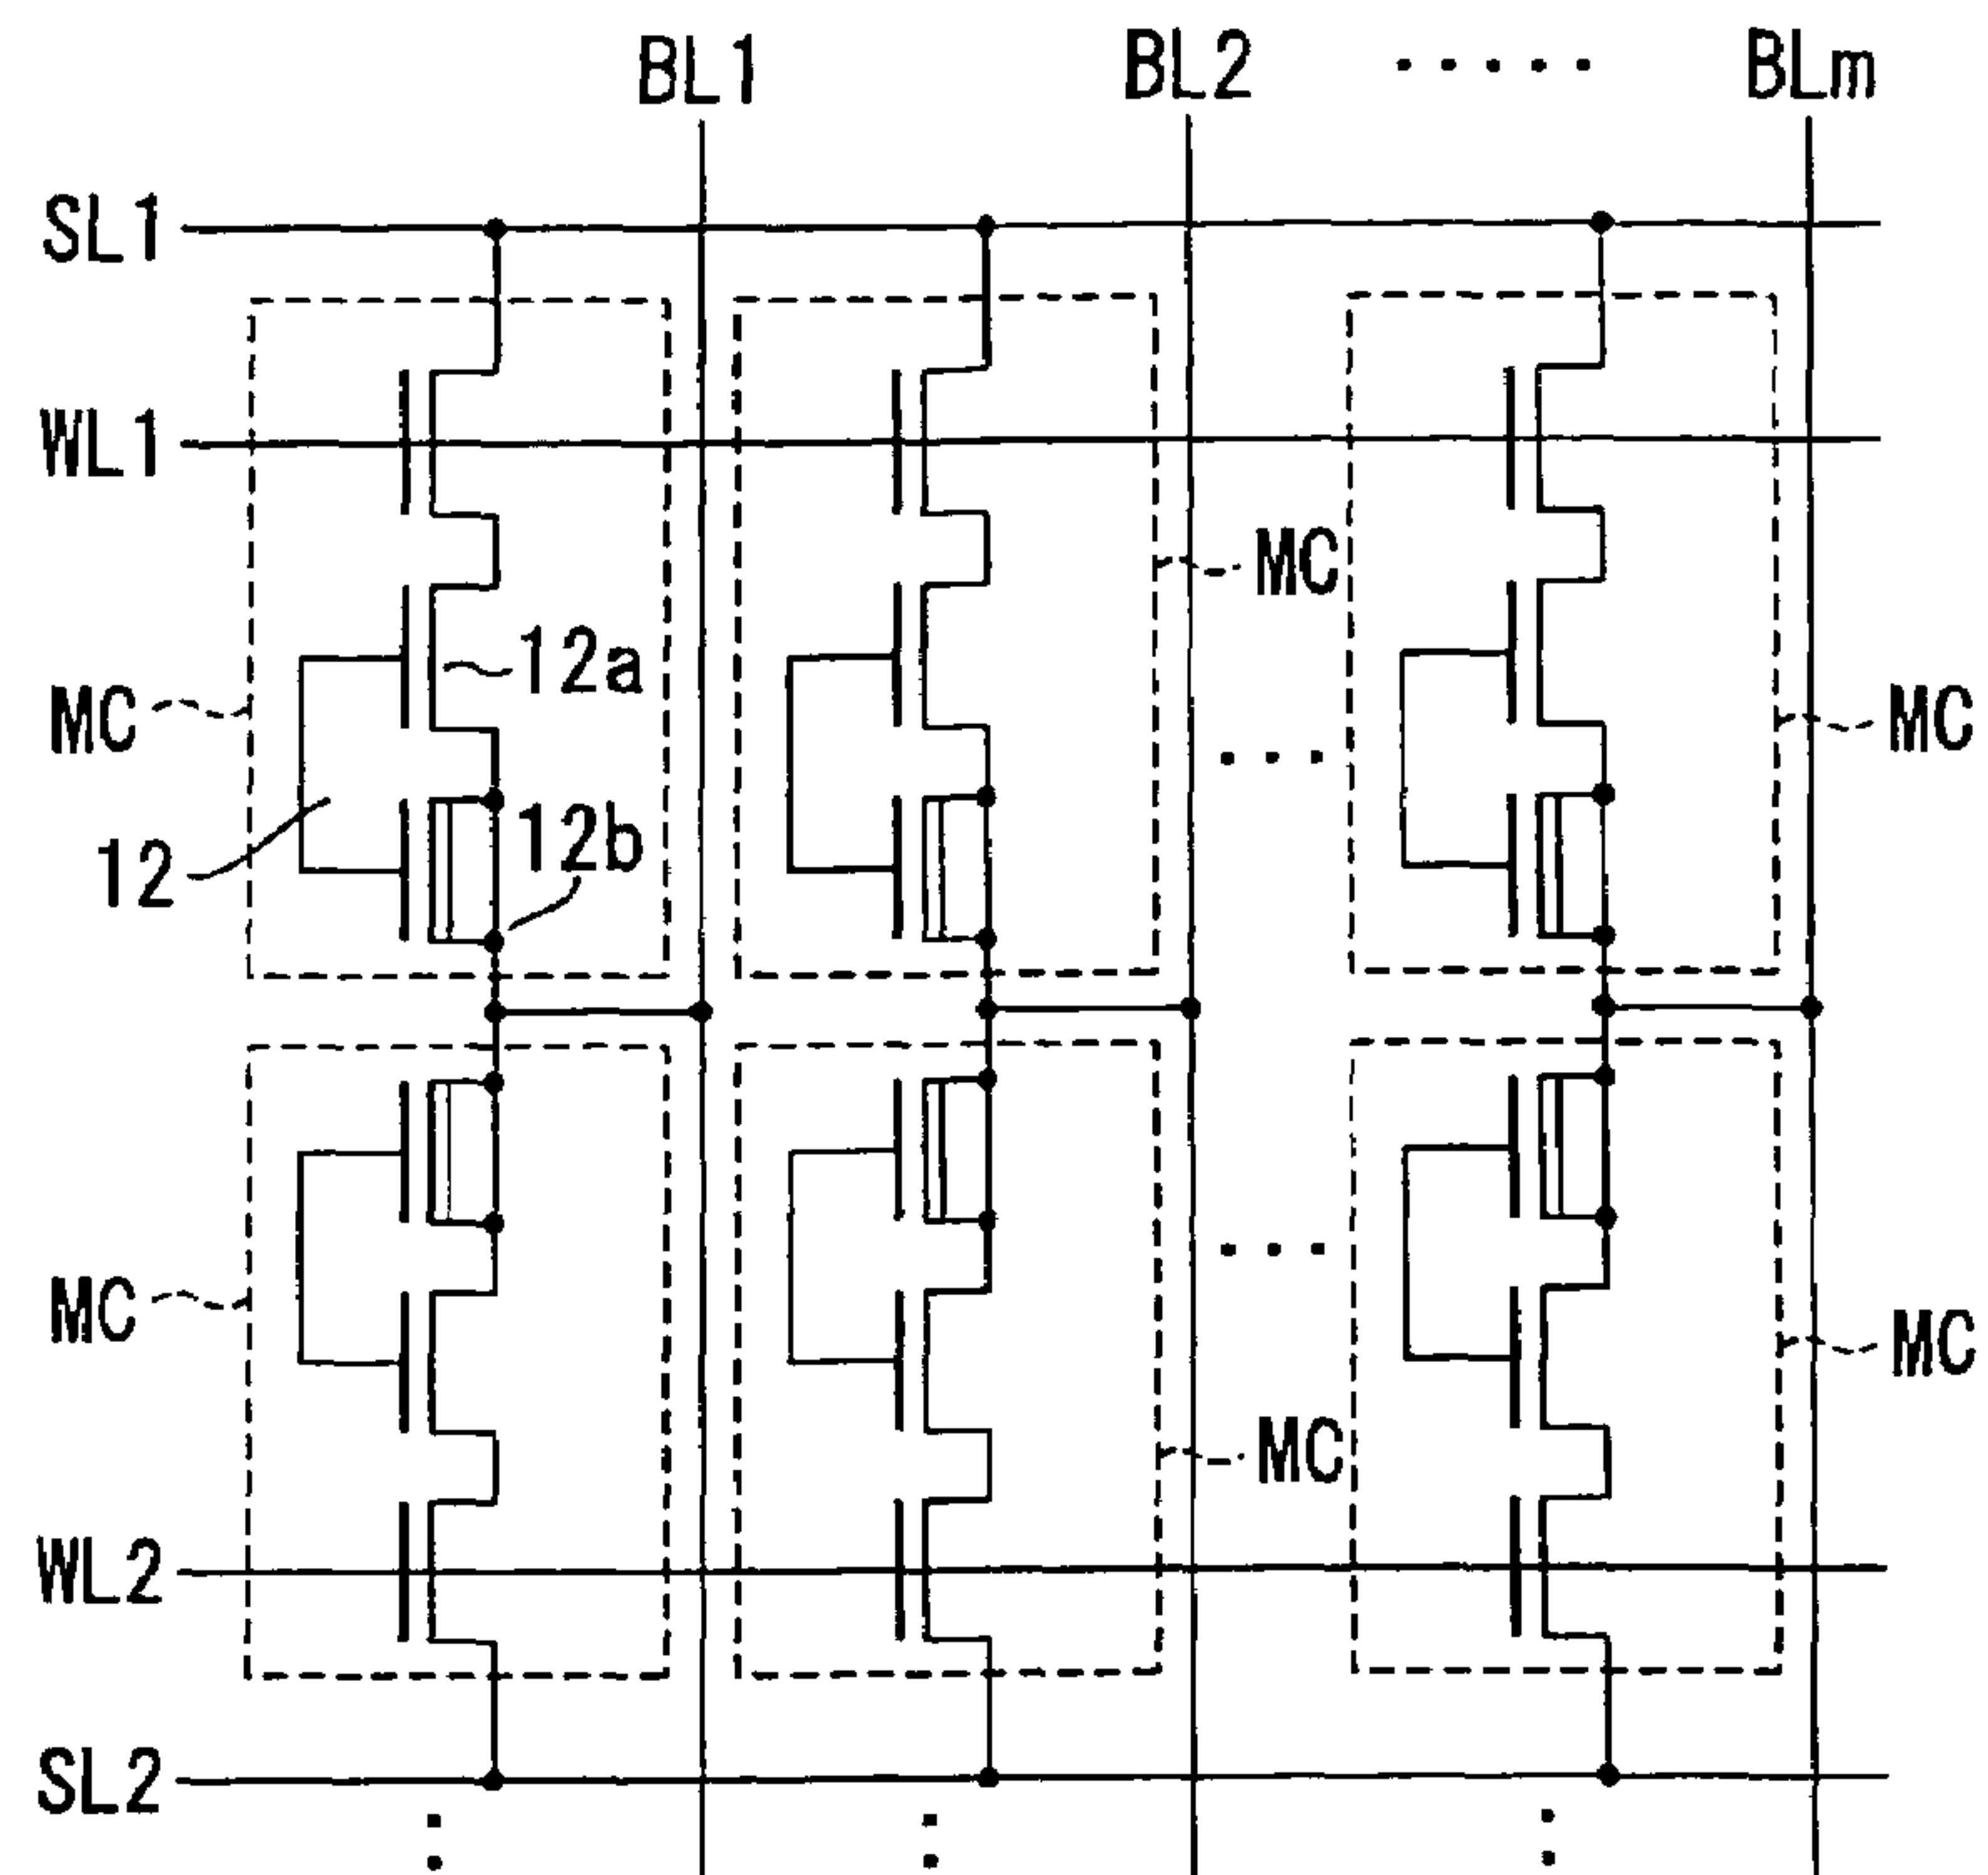 BL1 BL2 ..... BLm
SL1
WL1
MC
12a
MC MC
... 
12b
12
MC
...
MC
MC
WL2
SL2